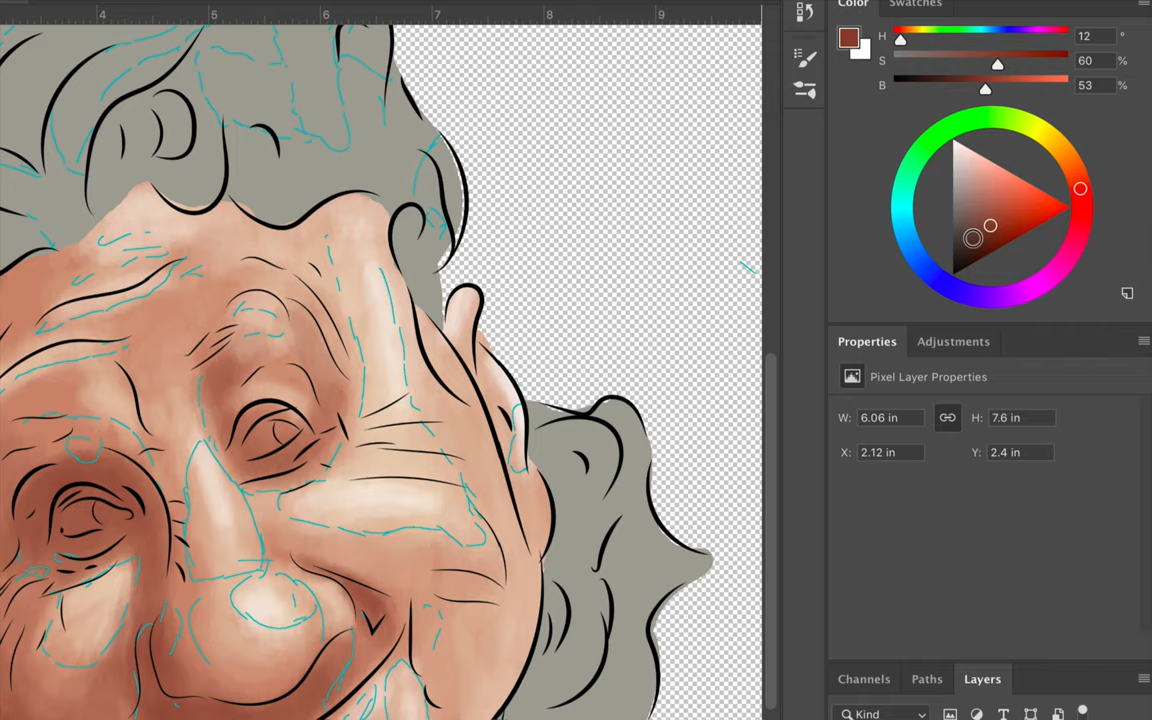 Color Swatches
4 5 6 7 8 9
H 12 °
S 60 %
B 53 %
Properties Adjustments
Pixel Layer Properties
W: 6.06 in H: 7.6 in
X: 2.12 in Y: 2.4 in
Channels Paths Layers
Kind T